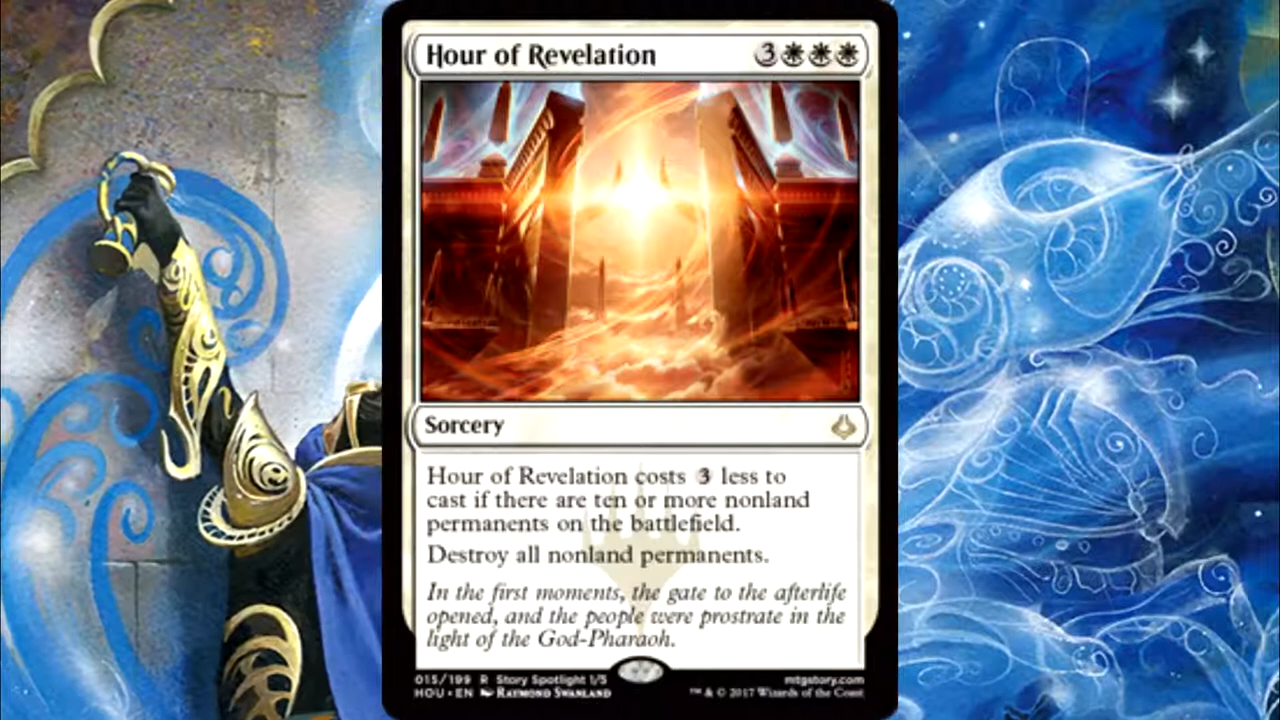 Hour of Revelation 3
Sorcery
Hour of Revelation costs 3 less to
cast if there are ten or more nonland
permanents on the battlefield.
Destroy all nonland permanents.
In the first moments, the gate to the afterlife
opened, and the people were prostrate in the
light of the God-Pharaoh.
015/199 R Story Spotlight 1/5 mtgstory.com
HOU • EN Raymond Swanland ™ & © 2017 Wizards of the Coast